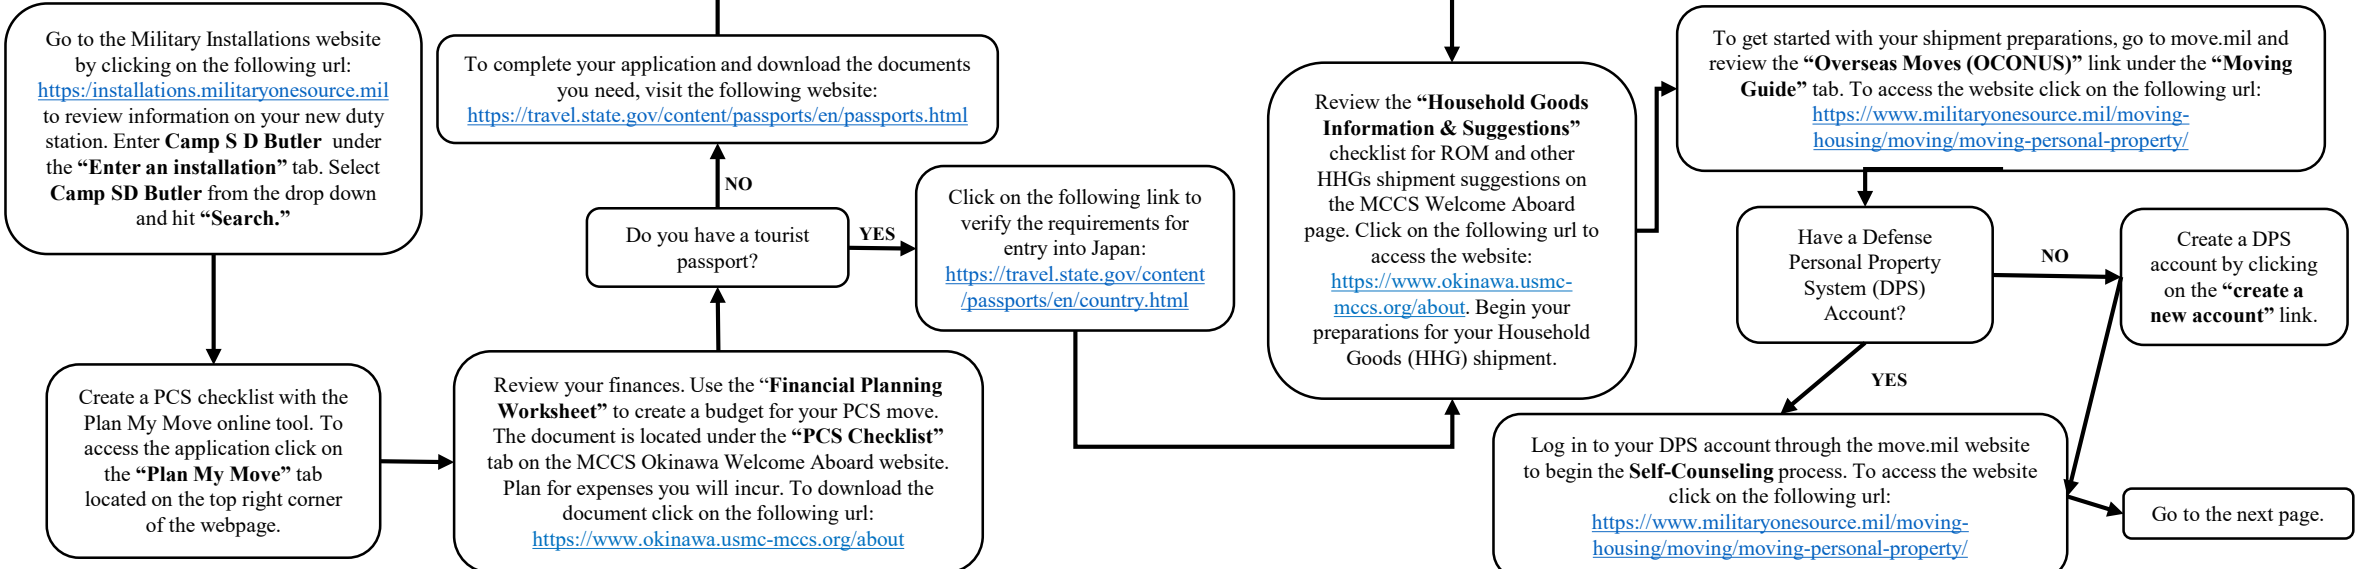 Go to the Military Installations website
by clicking on the following url:
https:/installations.militaryonesource.mil
to review information on your new duty
station. Enter Camp S D Butler under
the “Enter an installation” tab. Select
Camp SD Butler from the drop down
and hit “Search.”
Create a PCS checklist with the
Plan My Move online tool. To
access the application click on
the “Plan My Move” tab
located on the top right corner
of the webpage.
Review your finances. Use the “Financial Planning
Worksheet” to create a budget for your PCS move.
The document is located under the “PCS Checklist”
tab on the MCCS Okinawa Welcome Aboard website.
Plan for expenses you will incur. To download the
document click on the following url:
https://www.okinawa.usmc-mccs.org/about
Do you have a tourist
passport?
NO
To complete your application and download the documents
you need, visit the following website:
https://travel.state.gov/content/passports/en/passports.html
YES
Click on the following link to
verify the requirements for
entry into Japan:
https://travel.state.gov/content
/passports/en/country.html
Review the “Household Goods
Information & Suggestions”
checklist for ROM and other
HHGs shipment suggestions on
the MCCS Welcome Aboard
page. Click on the following url to
access the website:
https://www.okinawa.usmc-
mccs.org/about. Begin your
preparations for your Household
Goods (HHG) shipment.
To get started with your shipment preparations, go to move.mil and
review the “Overseas Moves (OCONUS)” link under the “Moving
Guide” tab. To access the website click on the following url:
https://www.militaryonesource.mil/moving-
housing/moving/moving-personal-property/
Have a Defense
Personal Property
System (DPS)
Account?
NO
Create a DPS
account by clicking
on the “create a
new account” link.
YES
Log in to your DPS account through the move.mil website
to begin the Self-Counseling process. To access the website
click on the following url:
https://www.militaryonesource.mil/moving-
housing/moving/moving-personal-property/
Go to the next page.